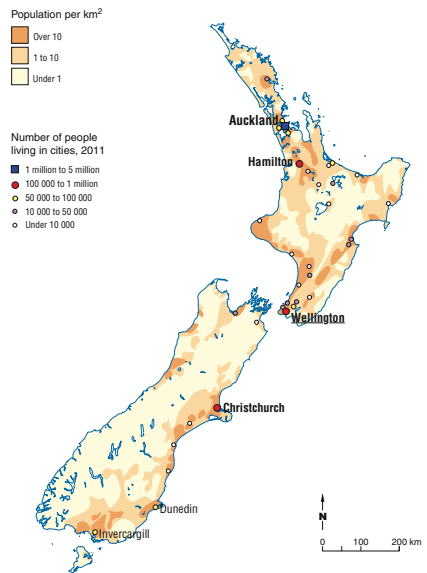 Population per km2
Over 10
1 to 10
Under 1
Number of people
living in cities, 2011
1 million to 5 million
100 000 to 1 million
50 000 to 100 000
10 000 to 50 000
Under 10 000
Auckland
Hamilton
Wellington
Christchurch
Dunedin
Invercargill
N
0 100 200 km